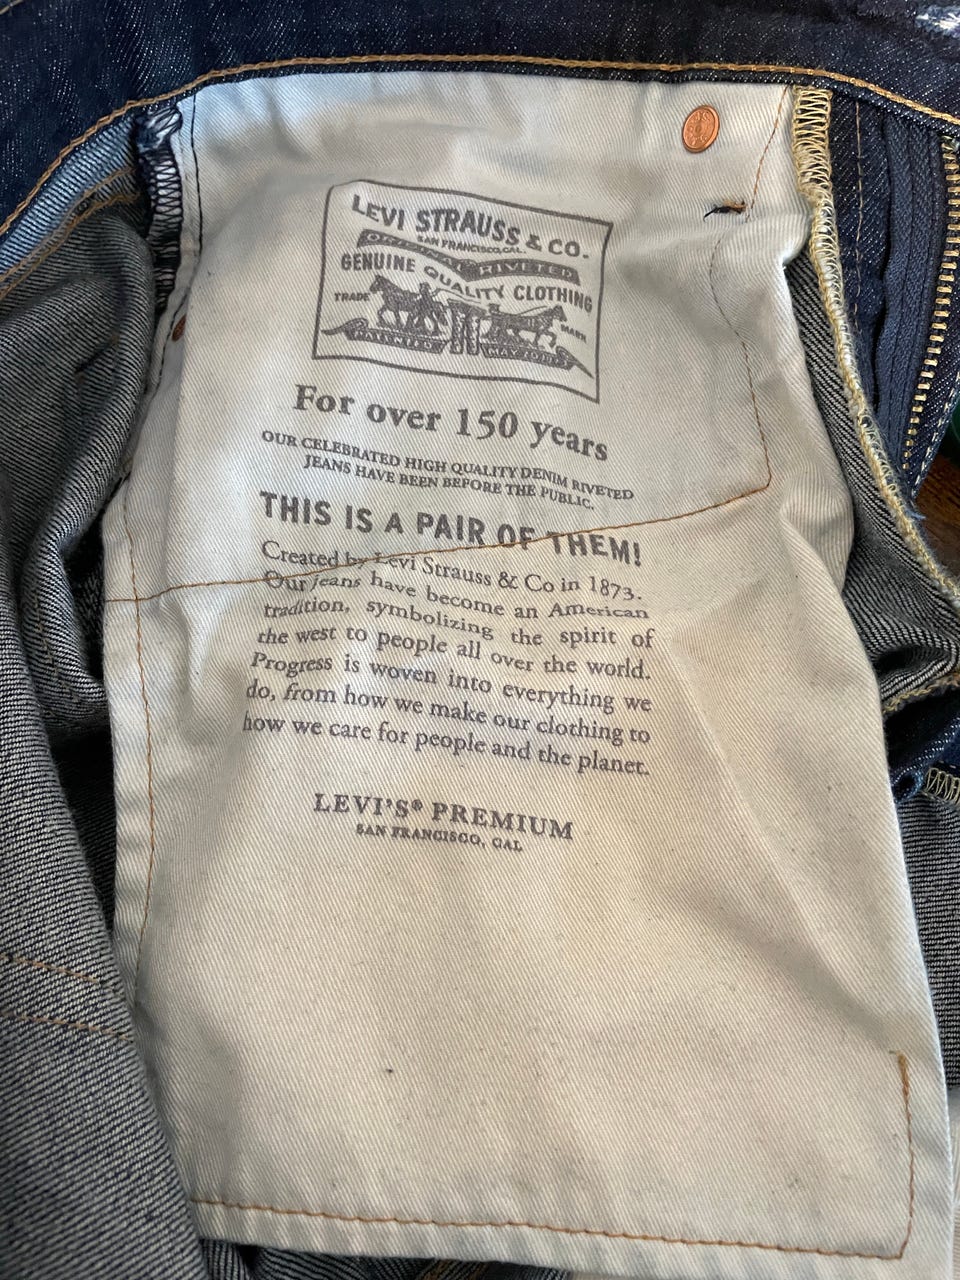 LEVI STRAUSS & CO.
SAN FRANCISCO, CAL.
ORIGINAL RIVETED
GENUINE QUALITY CLOTHING
TRADE MARK
PATENTED MAY 20 1873
For over 150 years
OUR CELEBRATED HIGH QUALITY DENIM RIVETED
JEANS HAVE BEEN BEFORE THE PUBLIC.
THIS IS A PAIR OF THEM!
Created by Levi Strauss & Co in 1873.
Our jeans have become an American
tradition, symbolizing the spirit of
the west to people all over the world.
Progress is woven into everything we
do, from how we make our clothing to
how we care for people and the planet.
LEVI'S® PREMIUM
SAN FRANCISCO, CAL